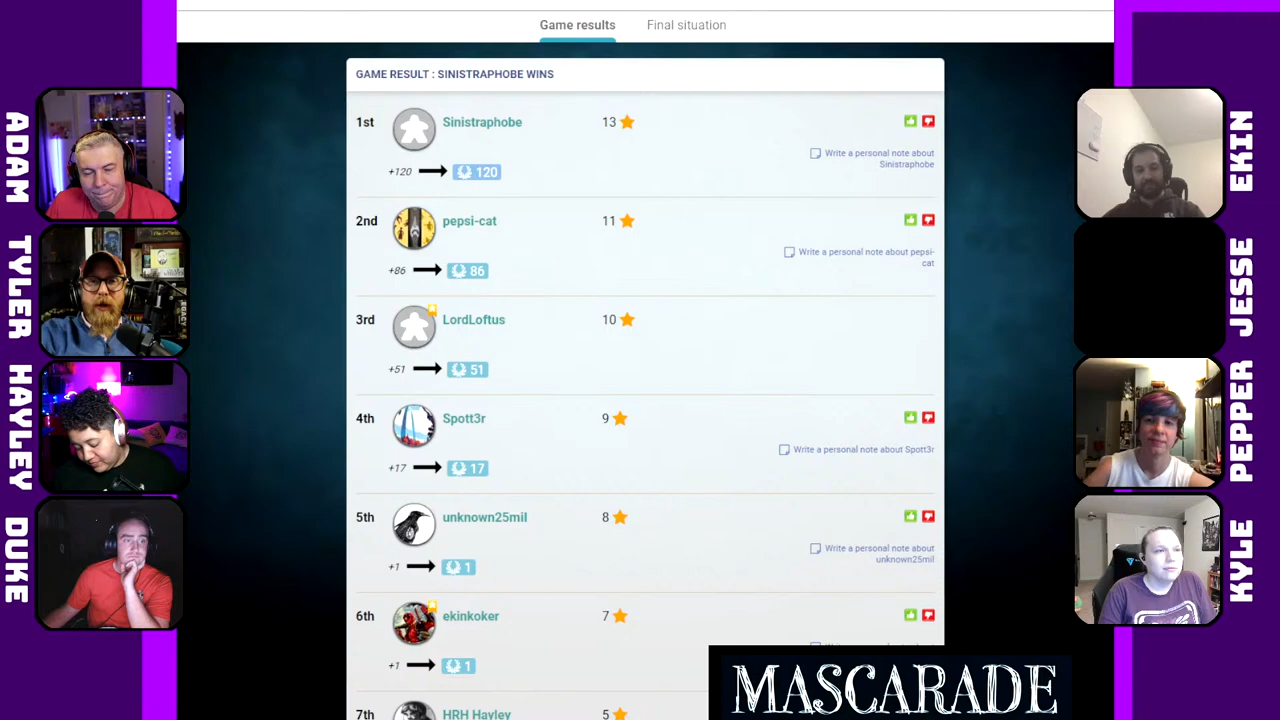 Game results
Final situation
GAME RESULT : SINISTRAPHOBE WINS
1st
Sinistraphobe
13
+120
120
Write a personal note about
Sinistraphobe
2nd
pepsi-cat
11
+86
86
Write a personal note about pepsi-
cat
3rd
LordLoftus
10
+51
51
4th
Spott3r
9
+17
17
Write a personal note about Spott3r
5th
unknown25mil
8
+1
1
Write a personal note about
unknown25mil
6th
ekinkoker
7
+1
1
7th
HRH Hayley
5
MASCARADE
ADAM
TYLER
HAYLEY
DUKE
EKIN
JESSE
PEPPER
KYLE